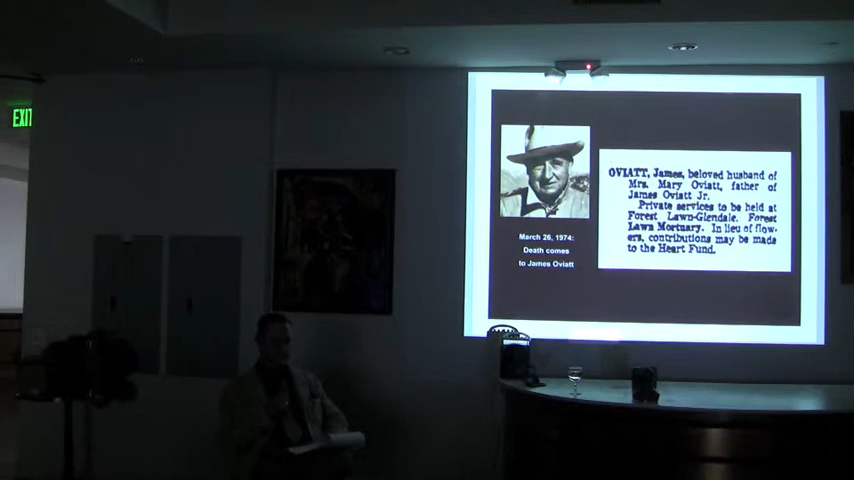 EXIT
OVIATT, James, beloved husband of
Mrs. Mary Oviatt, father of
James Oviatt Jr.
Private services to be held at
Forest Lawn-Glendale. Forest
Lawn Mortuary. In lieu of flow-
ers, contributions may be made
to the Heart Fund.
March 26, 1974:
Death comes
to James Oviatt